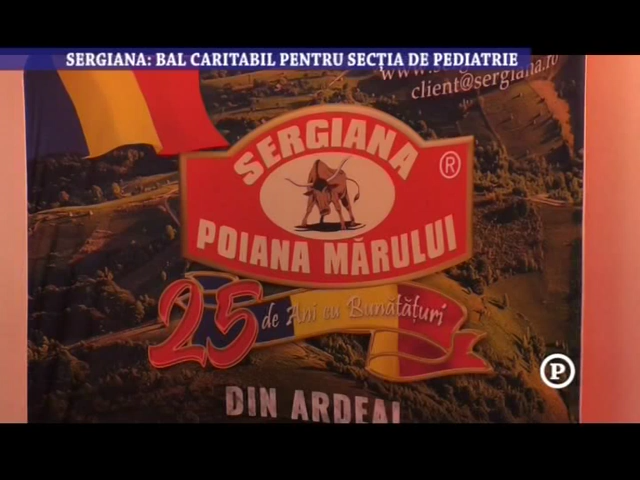 SERGIANA: BAL CARITABIL PENTRU SECȚIA DE PEDIATRIE
client@sergiana.ro
SERGIANA
®
POIANA MĂRULUI
25 de Ani cu Bunătățuri
DIN ARDEAL
P